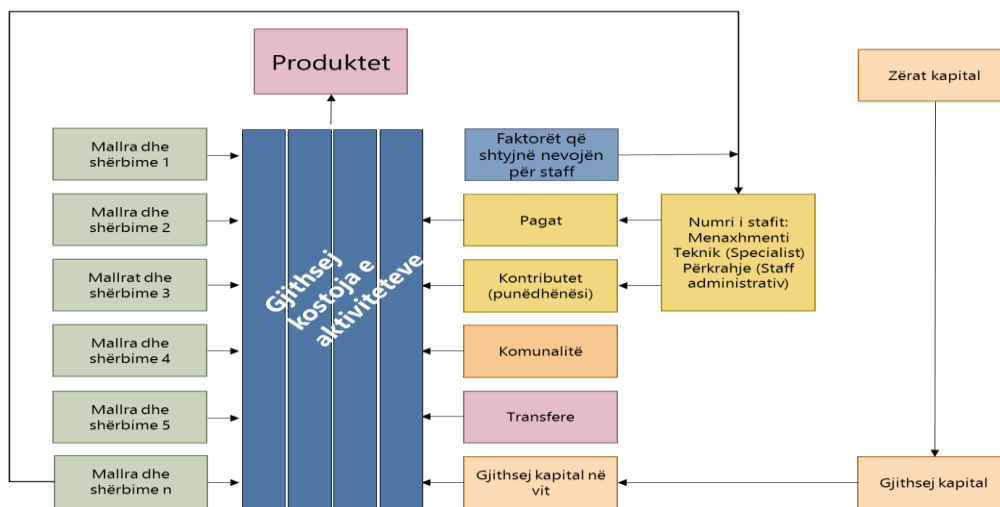 Produktet
Zërat kapital
Mallra dhe
shërbime 1
Faktorët që
shtyjnë nevojën
për staff
Mallra dhe
shërbime 2
Pagat
Numri i stafit:
Menaxhmenti
Teknik (Specialist)
Përkrahje (Staff
administrativ)
Mallrat dhe
shërbime 3
Kontributet
(punëdhënësi)
Gjithsej
kostoja e
aktiviteteve
Mallra dhe
shërbime 4
Komunalitë
Mallra dhe
shërbime 5
Transfere
Mallra dhe
shërbime n
Gjithsej kapital në
vit
Gjithsej kapital